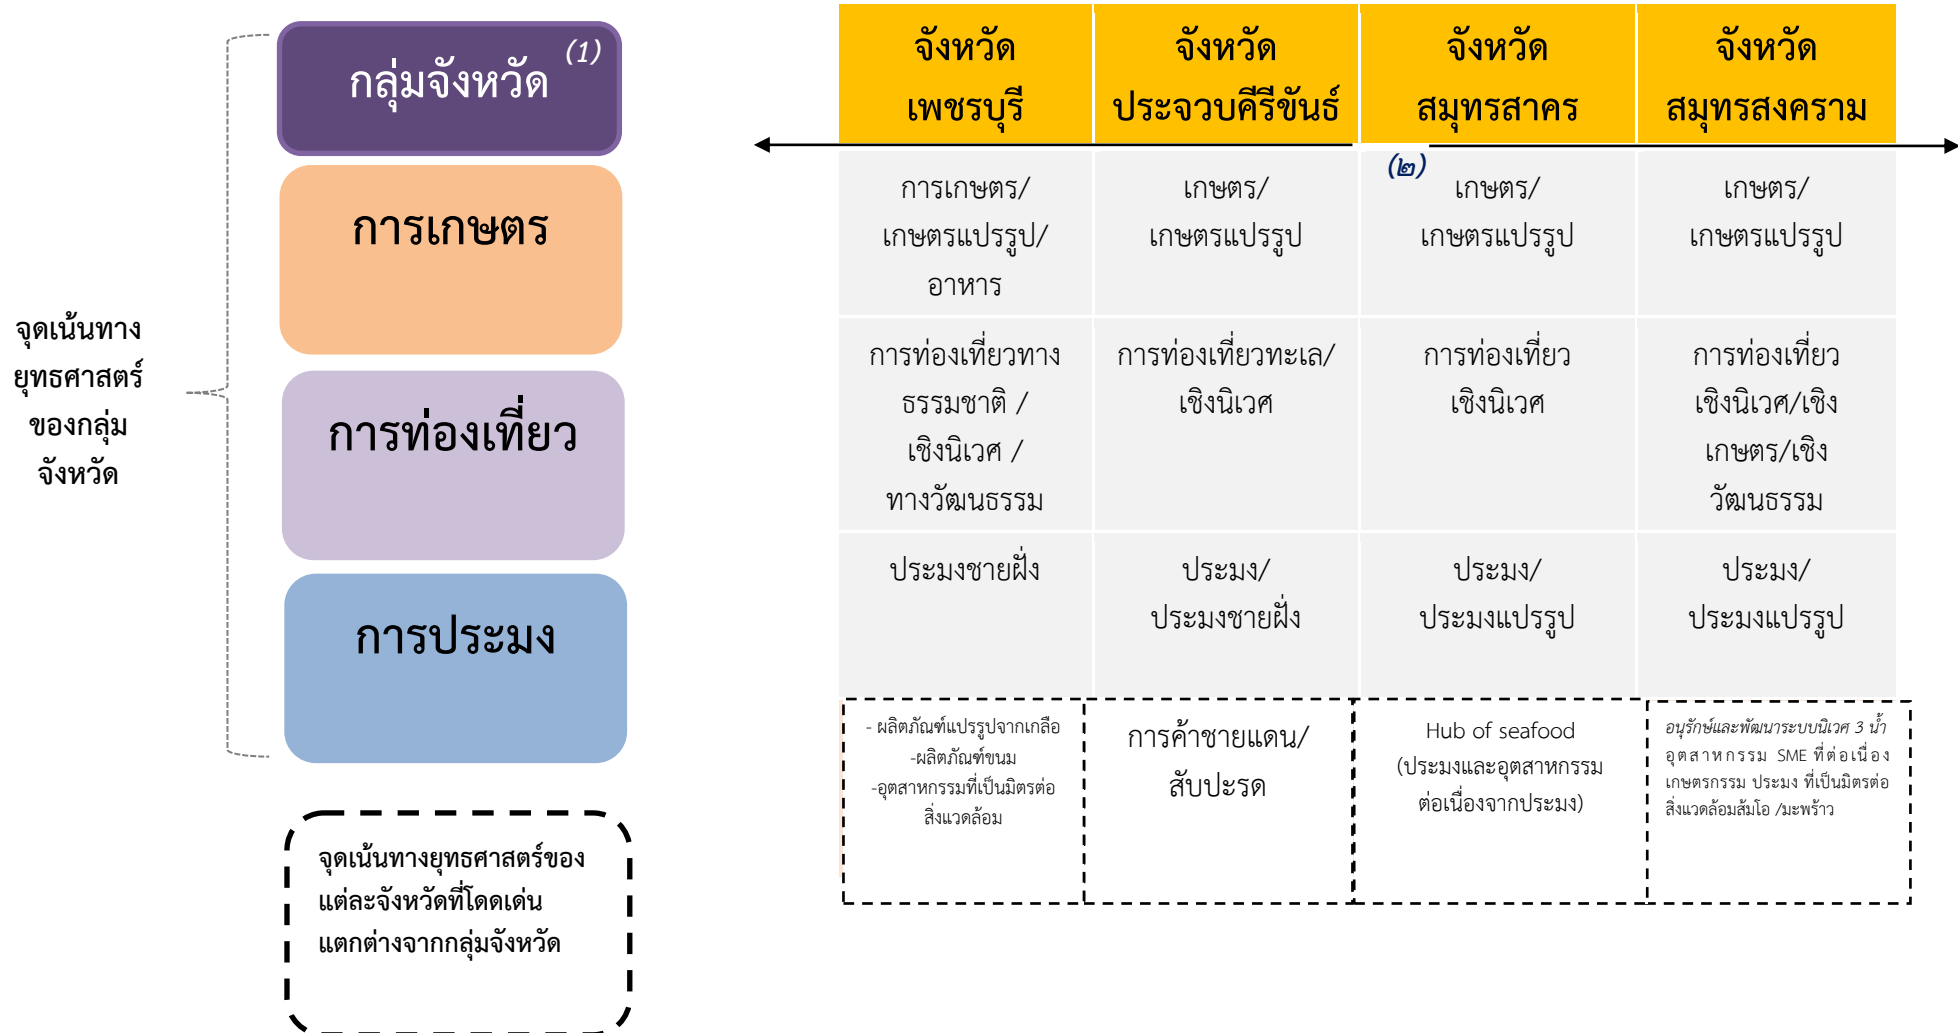 กลุ่มจังหวัด (1)
การเกษตร
การท่องเที่ยว
การประมง
จุดเน้นทาง
ยุทธศาสตร์
ของกลุ่ม
จังหวัด
จุดเน้นทางยุทธศาสตร์ของ
แต่ละจังหวัดที่โดดเด่น
แตกต่างจากกลุ่มจังหวัด
จังหวัด
เพชรบุรี
จังหวัด
ประจวบคีรีขันธ์
จังหวัด
สมุทรสาคร
จังหวัด
สมุทรสงคราม
(๒)
การเกษตร/
เกษตรแปรรูป/
อาหาร
เกษตร/
เกษตรแปรรูป
เกษตร/
เกษตรแปรรูป
เกษตร/
เกษตรแปรรูป
การท่องเที่ยวทาง
ธรรมชาติ /
เชิงนิเวศ /
ทางวัฒนธรรม
การท่องเที่ยวทะเล/
เชิงนิเวศ
การท่องเที่ยว
เชิงนิเวศ
การท่องเที่ยว
เชิงนิเวศ/เชิง
เกษตร/เชิง
วัฒนธรรม
ประมงชายฝั่ง
ประมง/
ประมงชายฝั่ง
ประมง/
ประมงแปรรูป
ประมง/
ประมงแปรรูป
- ผลิตภัณฑ์แปรรูปจากเกลือ
-ผลิตภัณฑ์ขนม
-อุตสาหกรรมที่เป็นมิตรต่อ
สิ่งแวดล้อม
การค้าชายแดน/
สับปะรด
Hub of seafood
(ประมงและอุตสาหกรรม
ต่อเนื่องจากประมง)
อนุรักษ์และพัฒนาระบบนิเวศ 3 น้ำ
อุตสาหกรรม SME ที่ต่อเนื่อง
เกษตรกรรม ประมง ที่เป็นมิตรต่อ
สิ่งแวดล้อมส้มโอ /มะพร้าว